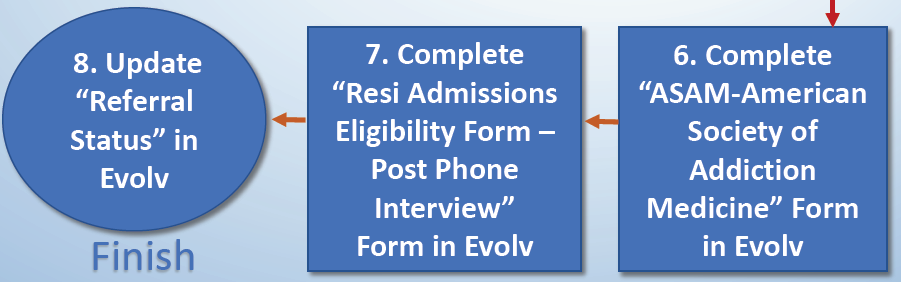 8. Update
“Referral
Status” in
Evolv
Finish
7. Complete
“Resi Admissions
Eligibility Form –
Post Phone
Interview”
Form in Evolv
6. Complete
“ASAM-American
Society of
Addiction
Medicine” Form
in Evolv